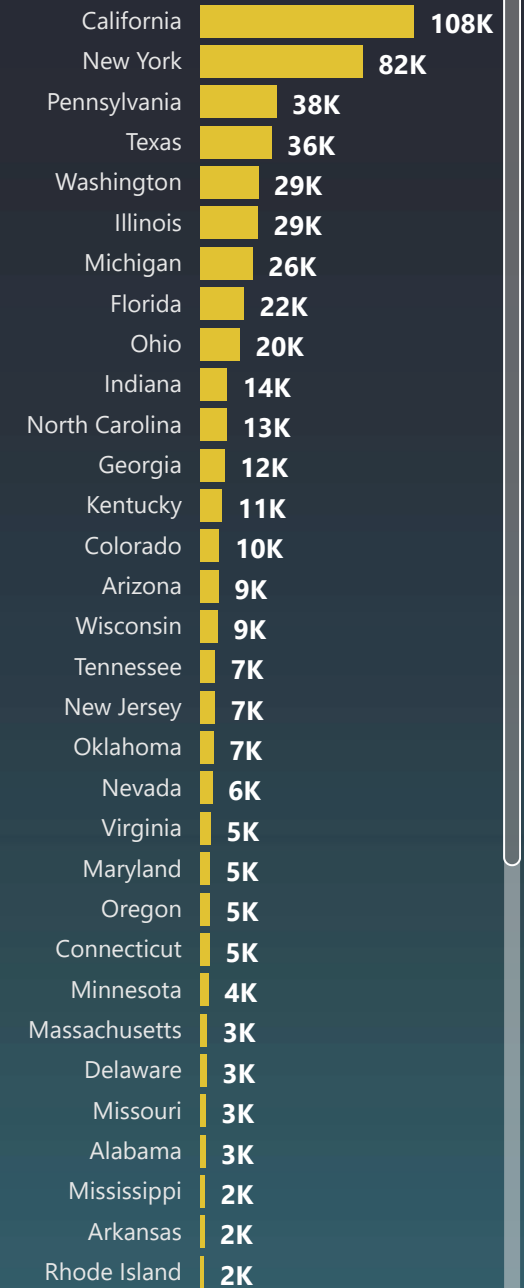 California 108K
New York 82K
Pennsylvania 38K
Texas 36K
Washington 29K
Illinois 29K
Michigan 26K
Florida 22K
Ohio 20K
Indiana 14K
North Carolina 13K
Georgia 12K
Kentucky 11K
Colorado 10K
Arizona 9K
Wisconsin 9K
Tennessee 7K
New Jersey 7K
Oklahoma 7K
Nevada 6K
Virginia 5K
Maryland 5K
Oregon 5K
Connecticut 5K
Minnesota 4K
Massachusetts 3K
Delaware 3K
Missouri 3K
Alabama 3K
Mississippi 2K
Arkansas 2K
Rhode Island 2K